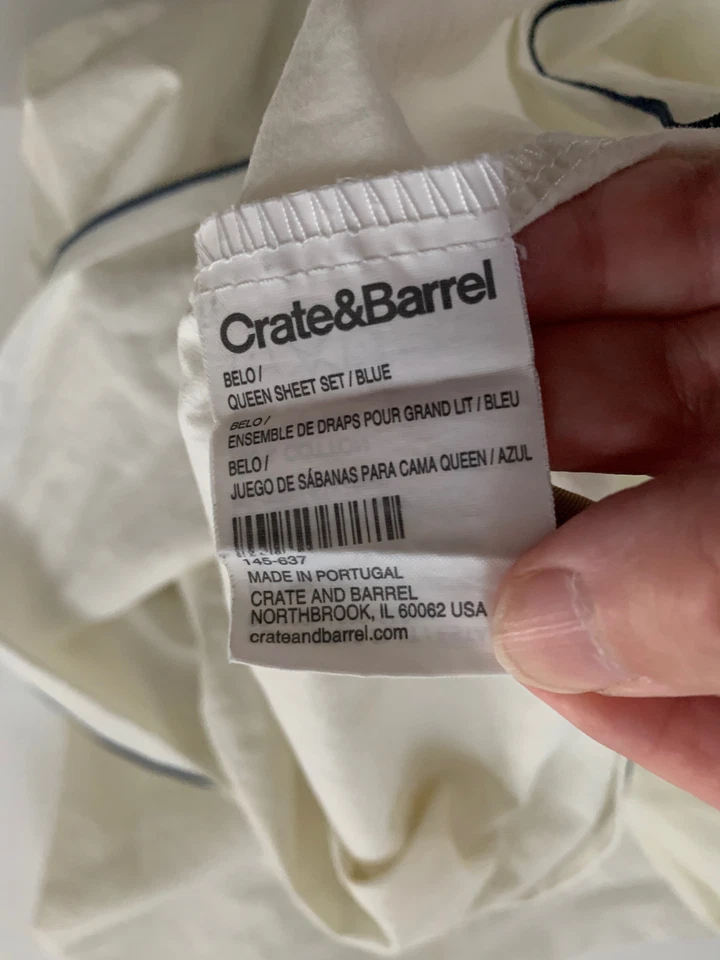 Crate&Barrel
BELO /
QUEEN SHEET SET / BLUE
BELO /
ENSEMBLE DE DRAPS POUR GRAND LIT / BLEU
BELO /
JUEGO DE SÁBANAS PARA CAMA QUEEN / AZUL
145-637
MADE IN PORTUGAL
CRATE AND BARREL
NORTHBROOK, IL 60062 USA
crateandbarrel.com